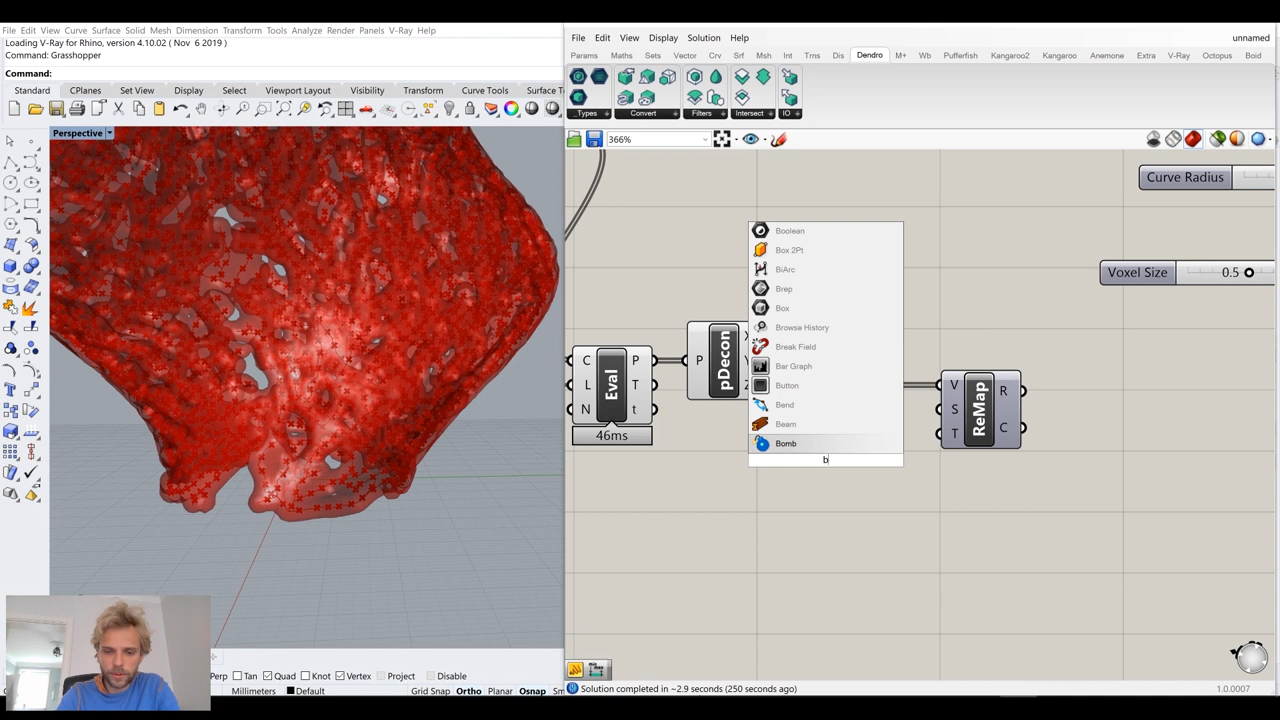 File Edit View Curve Surface Solid Mesh Dimension Transform Tools Analyze Render Panels V-Ray Help
Loading V-Ray for Rhino, version 4.10.02 ( Nov 6 2019 )
Command: Grasshopper
Command:
Standard CPlanes Set View Display Select Viewport Layout Visibility Transform Curve Tools Surface To
Perspective
Perp Tan Quad Knot Vertex Project Disable
Millimeters Default Grid Snap Ortho Planar Osnap Sm
File Edit View Display Solution Help unnamed
Params Maths Sets Vector Crv Srf Msh Int Trns Dis Dendro M+ Wb Pufferfish Kangaroo2 Kangaroo Anemone Extra V-Ray Octopus Boid
_Types + Convert + Filters + Intersect + IO +
366%
Curve Radius
Voxel Size 0.5
Boolean
Box 2Pt
BiArc
Brep
Box
Browse History
Break Field
Bar Graph
Button
Bend
Beam
Bomb
b
C L N Eval P T t
46ms
P pDecon
V S T ReMap R C
Solution completed in ~2.9 seconds (250 seconds ago) 1.0.0007